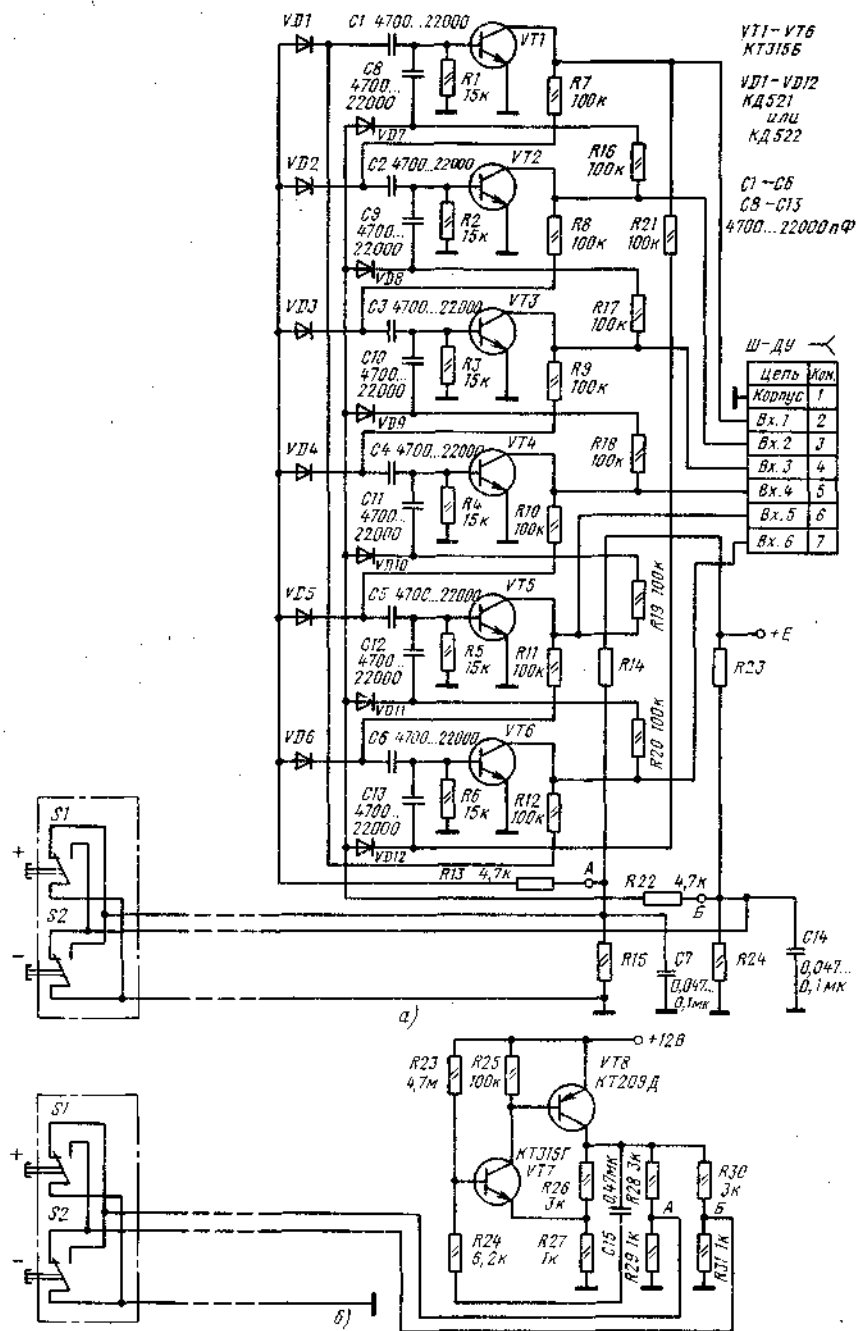 VD1
C1 4700...22000
VT1
C8
4700...
22000
R1
15к
R7
100к
VD7
VT1-VT6
КТ315Б
VD1-VD12
КД521
или
КД522
C1-C6
C8-C13
4700...22000пФ
VD2
C2 4700...22000
VT2
R16
100к
C9
4700...
22000
R2
15к
R8
100к
R21
100к
VD8
VD3
C3 4700...22000
VT3
R17
100к
C10
4700...
22000
R3
15к
R9
100к
VD9
Ш-ДУ
Цепь Кон.
Корпус 1
Вх.1 2
Вх.2 3
Вх.3 4
Вх.4 5
Вх.5 6
Вх.6 7
VD4
C4 4700...22000
VT4
R18
100к
C11
4700...
22000
R4
15к
R10
100к
VD10
VD5
C5 4700...22000
VT5
R19 100к
C12
4700...
22000
R5
15к
R11
100к
R14
+E
R23
VD11
VD6
C6 4700...22000
VT6
R20 100к
C13
4700...
22000
R6
15к
R12
100к
VD12
R13 4,7к
А
R22 4,7к
Б
S1
+
S2
-
R15
C7
0,047...
0,1мк
R24
C14
0,047...
0,1мк
а)
+12В
R23
4,7м
R25
100к
VT8
КТ209Д
КТ315Г
VT7
R26
3к
0,47мк
C15
R28 3к
А
R30
3к
Б
R24
6,2к
R27
1к
R29 1к
R31 1к
S1
+
S2
-
б)